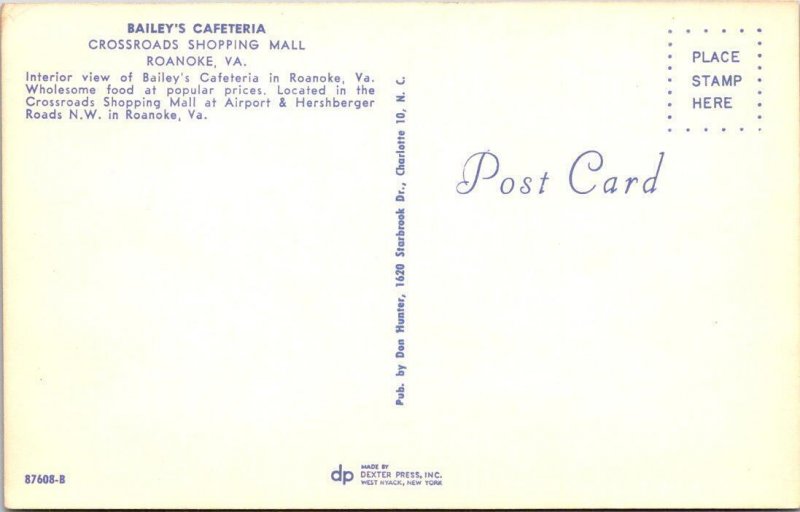 BAILEY'S CAFETERIA
CROSSROADS SHOPPING MALL
ROANOKE, VA.
Interior view of Bailey's Cafeteria in Roanoke, Va.
Wholesome food at popular prices. Located in the
Crossroads Shopping Mall at Airport & Hershberger
Roads N.W. in Roanoke, Va.
Pub. by Don Hunter, 1620 Starbrook Dr., Charlotte 10, N. C.
PLACE
STAMP
HERE
Post Card
87608-B
dp
MADE BY
DEXTER PRESS, INC.
WEST NYACK, NEW YORK